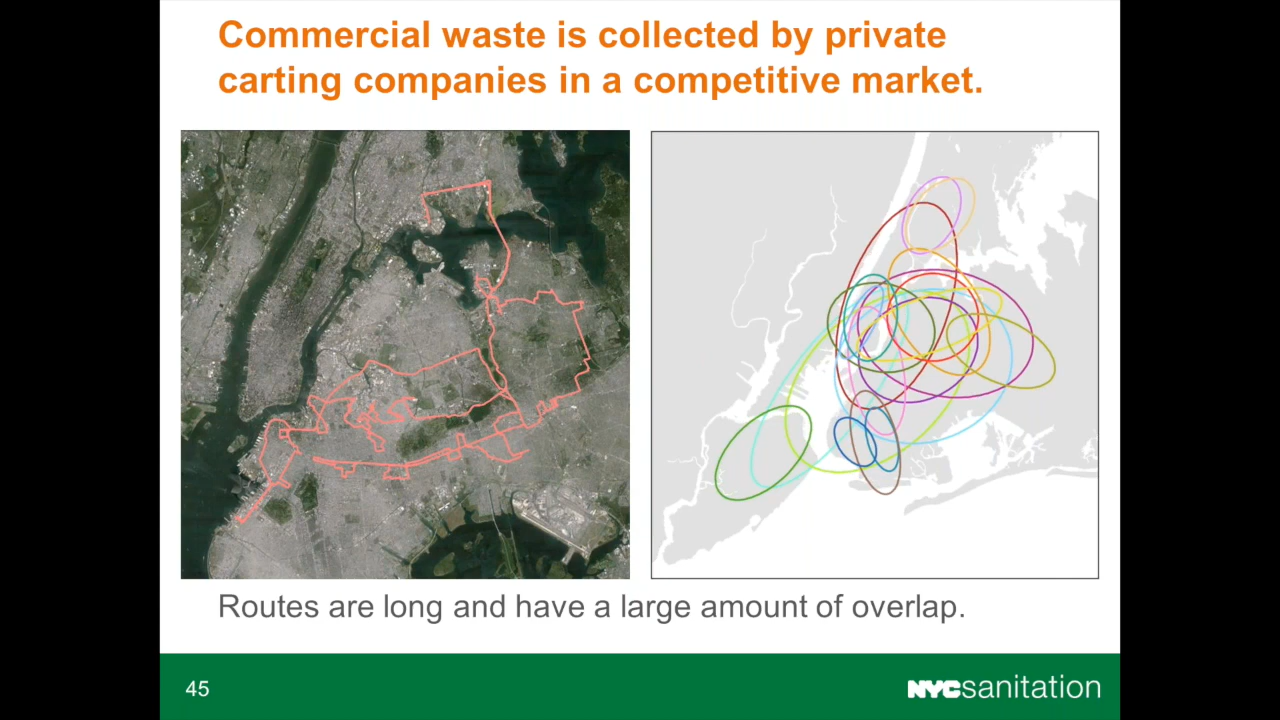 Commercial waste is collected by private
carting companies in a competitive market.
Routes are long and have a large amount of overlap.
45
NYCsanitation